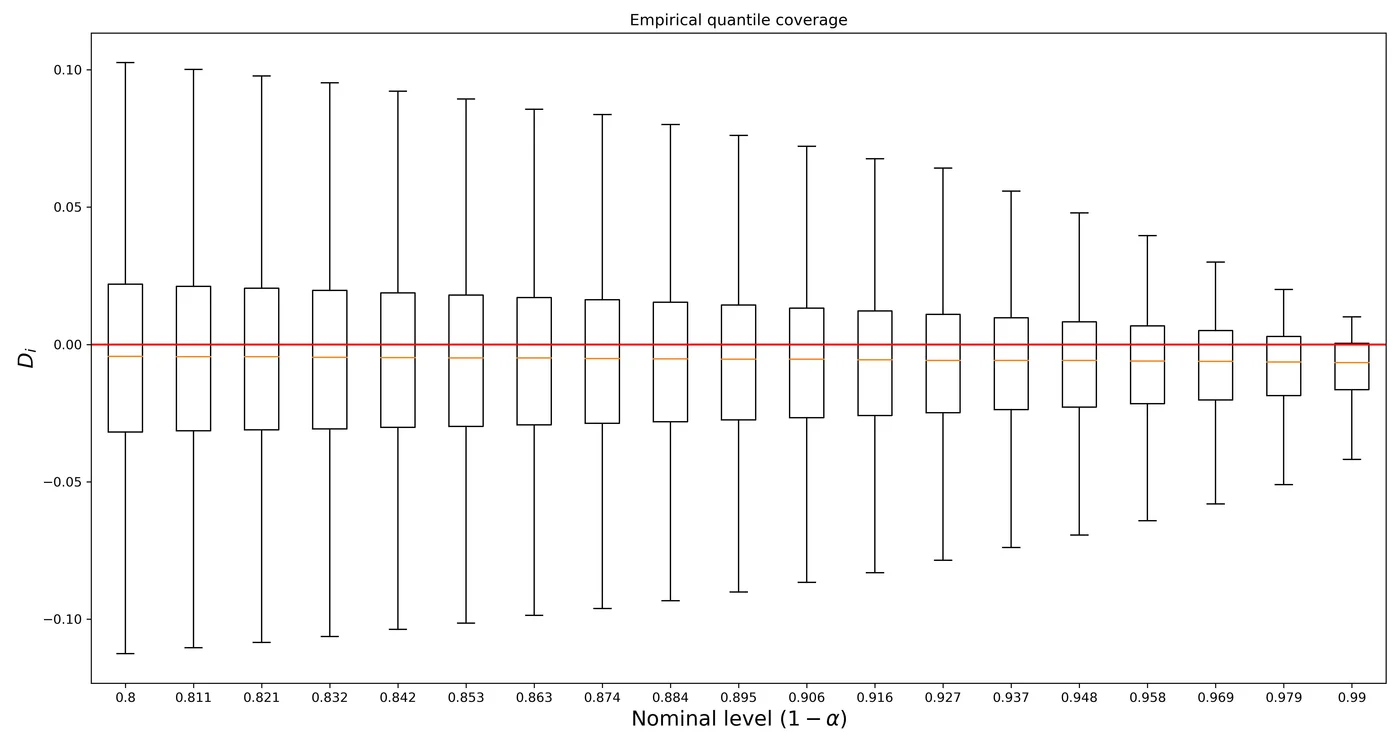 Empirical quantile coverage
0.10
0.05
0.00
−0.05
−0.10
D_i
0.8 0.811 0.821 0.832 0.842 0.853 0.863 0.874 0.884 0.895 0.906 0.916 0.927 0.937 0.948 0.958 0.969 0.979 0.99
Nominal level (1 − α)